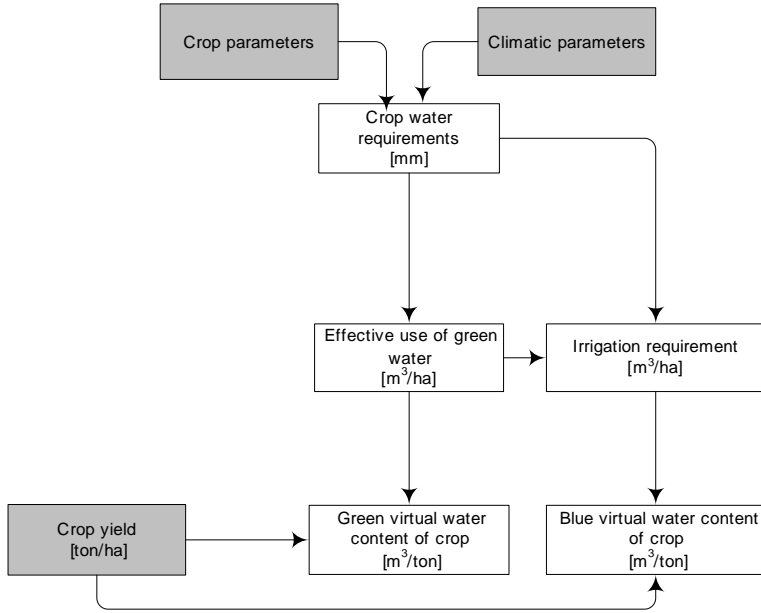 Crop parameters
Climatic parameters
Crop water
requirements
[mm]
Effective use of green
water
[m³/ha]
Irrigation requirement
[m³/ha]
Crop yield
[ton/ha]
Green virtual water
content of crop
[m³/ton]
Blue virtual water content
of crop
[m³/ton]